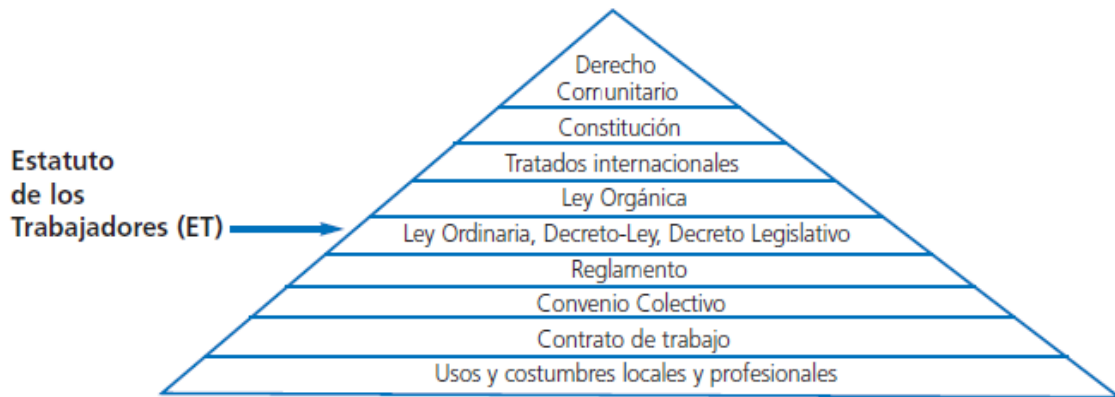 Derecho
Comunitario
Constitución
Tratados internacionales
Ley Orgánica
Estatuto
de los
Trabajadores (ET)
Ley Ordinaria, Decreto-Ley, Decreto Legislativo
Reglamento
Convenio Colectivo
Contrato de trabajo
Usos y costumbres locales y profesionales